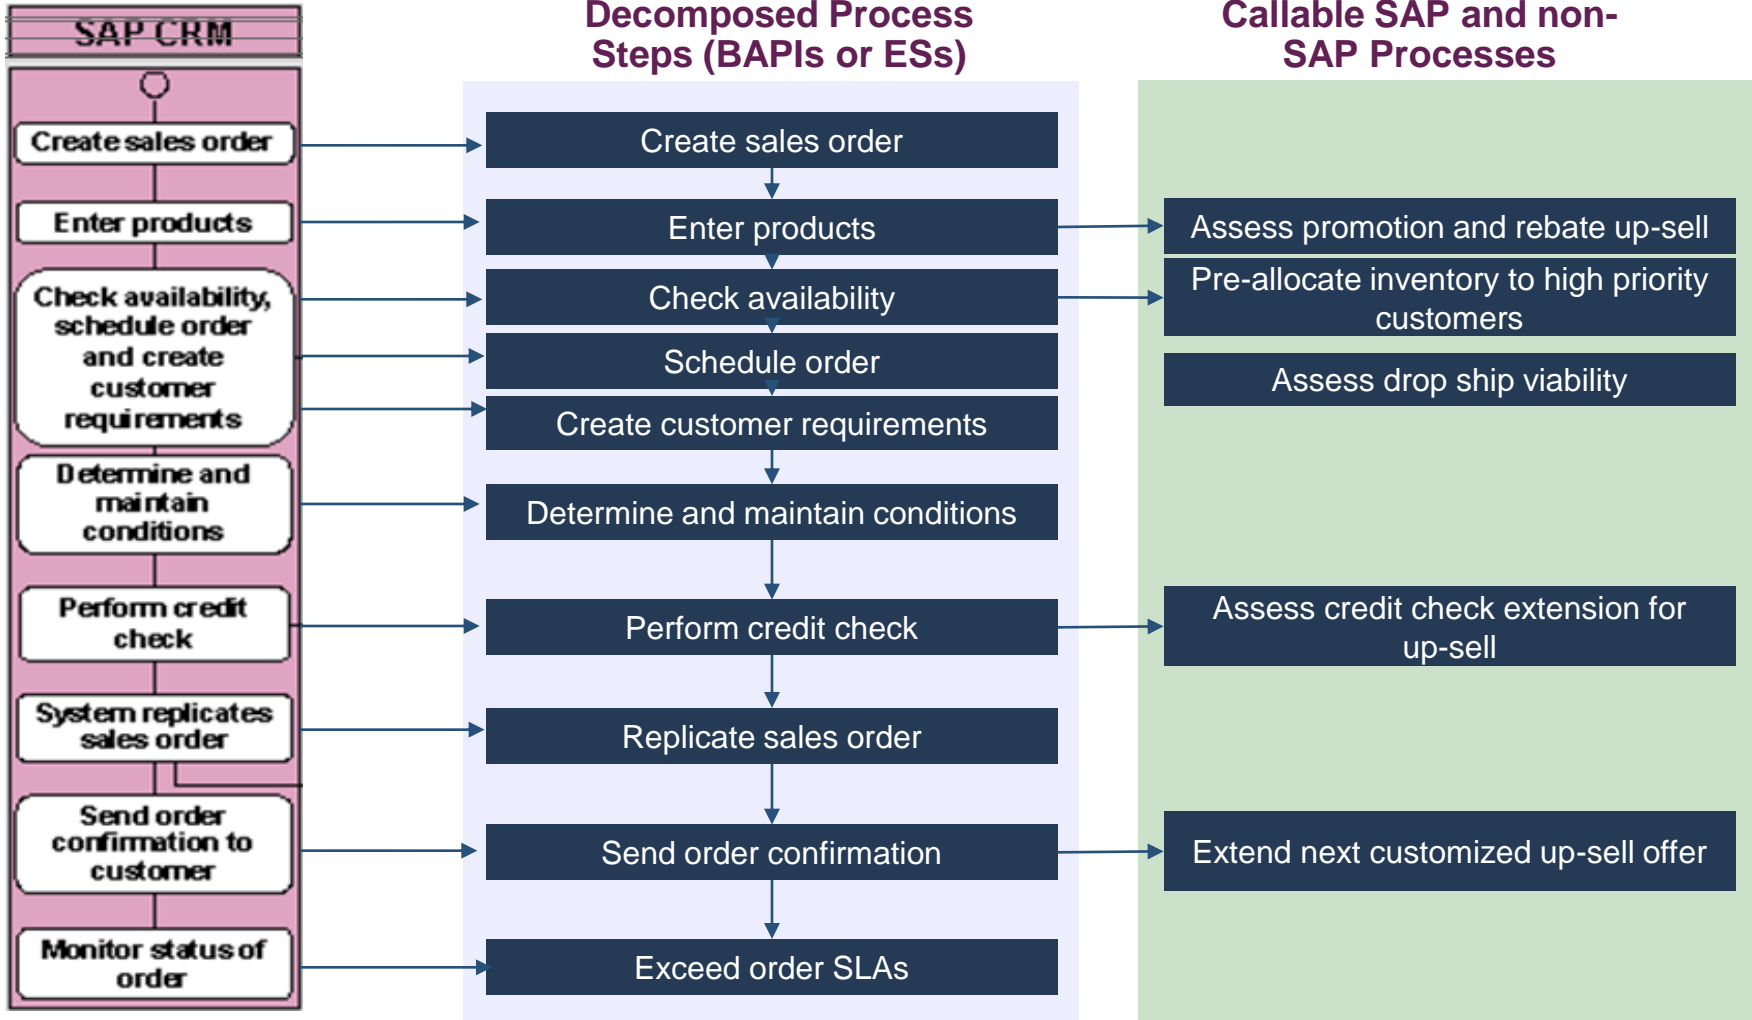 SAP CRM
Create sales order
Enter products
Check availability,
schedule order
and create
customer
requirements
Determine and
maintain
conditions
Perform credit
check
System replicates
sales order
Send order
confirmation to
customer
Monitor status of
order
Decomposed Process
Steps (BAPIs or ESs)
Create sales order
Enter products
Check availability
Schedule order
Create customer requirements
Determine and maintain conditions
Perform credit check
Replicate sales order
Send order confirmation
Exceed order SLAs
Callable SAP and non-
SAP Processes
Assess promotion and rebate up-sell
Pre-allocate inventory to high priority
customers
Assess drop ship viability
Assess credit check extension for
up-sell
Extend next customized up-sell offer